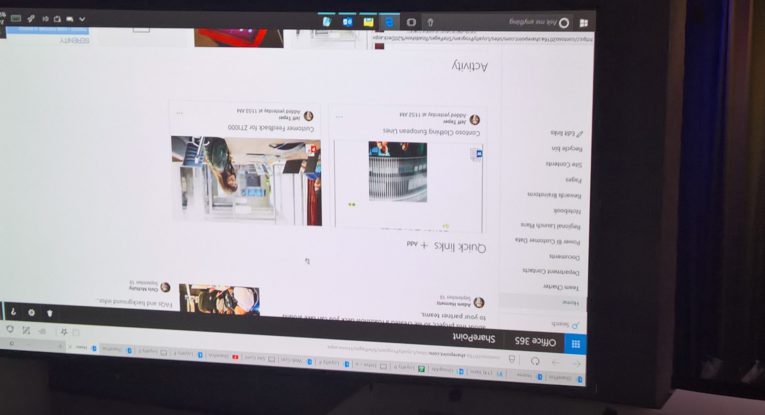 Office 365
SharePoint
Search
Home
Team Charter
Department Contacts
Documents
Power BI Customer Data
Regional Launch Plans
Notebook
Rewards Brainstorm
Pages
Site Contents
Recycle bin
Edit links
to your partner teams.
Adam Harmetz
September 16
FAQs and background infor...
Chris McNulty
September 16
Quick links + Add
Contoso Clothing European Lines
Jeff Teper
Added yesterday at 11:52 AM
Customer Feedback for ZT1000
Jeff Teper
Added yesterday at 11:53 AM
Activity
SERENITY
https://contoso2016a.sharepoint.com/sites/LoyaltyProgram/SitePages/Roadshow%20Deck.aspx
Ask me anything